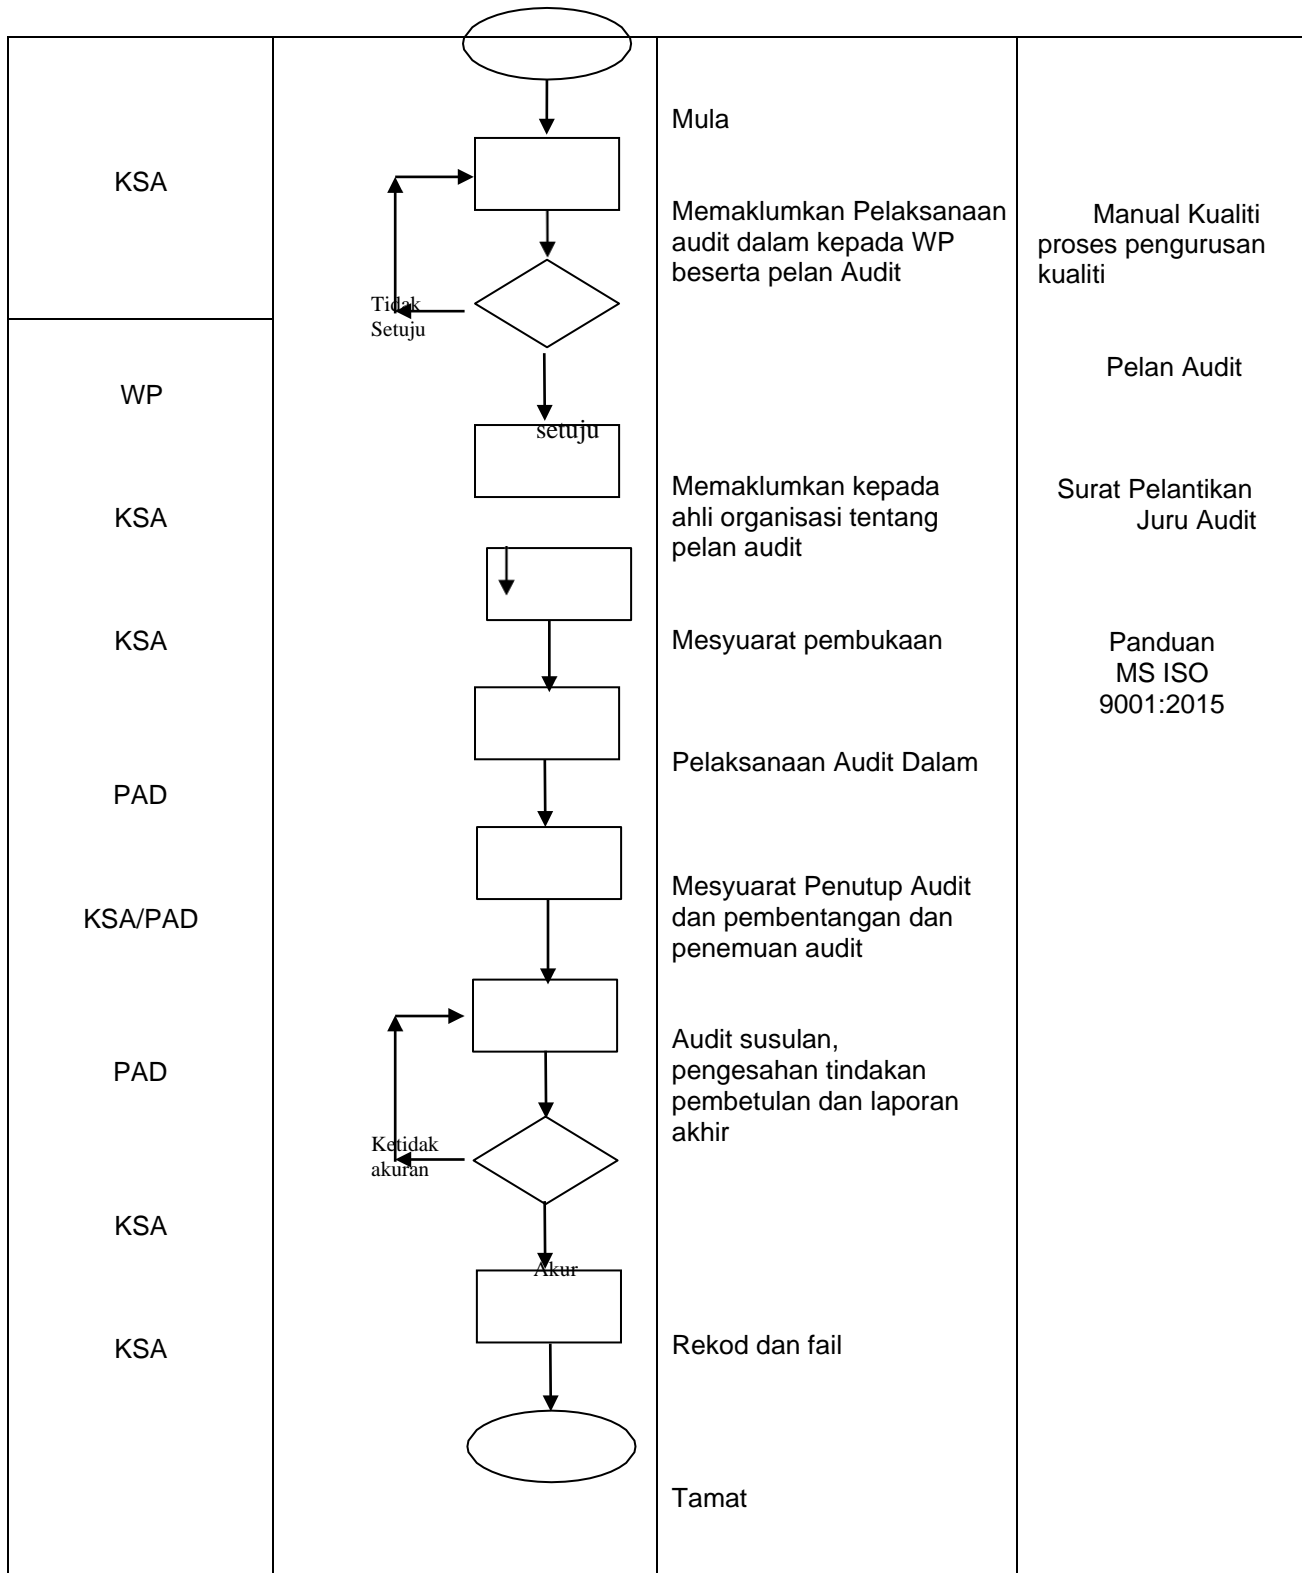 Mula
KSA
Memaklumkan Pelaksanaan
audit dalam kepada WP
beserta pelan Audit
Manual Kualiti
proses pengurusan
kualiti
Tidak
Setuju
Pelan Audit
WP
setuju
KSA
Memaklumkan kepada
ahli organisasi tentang
pelan audit
Surat Pelantikan
Juru Audit
KSA
Mesyuarat pembukaan
Panduan
MS ISO
9001:2015
Pelaksanaan Audit Dalam
PAD
KSA/PAD
Mesyuarat Penutup Audit
dan pembentangan dan
penemuan audit
PAD
Audit susulan,
pengesahan tindakan
pembetulan dan laporan
akhir
Ketidak
akuran
KSA
Akur
KSA
Rekod dan fail
Tamat